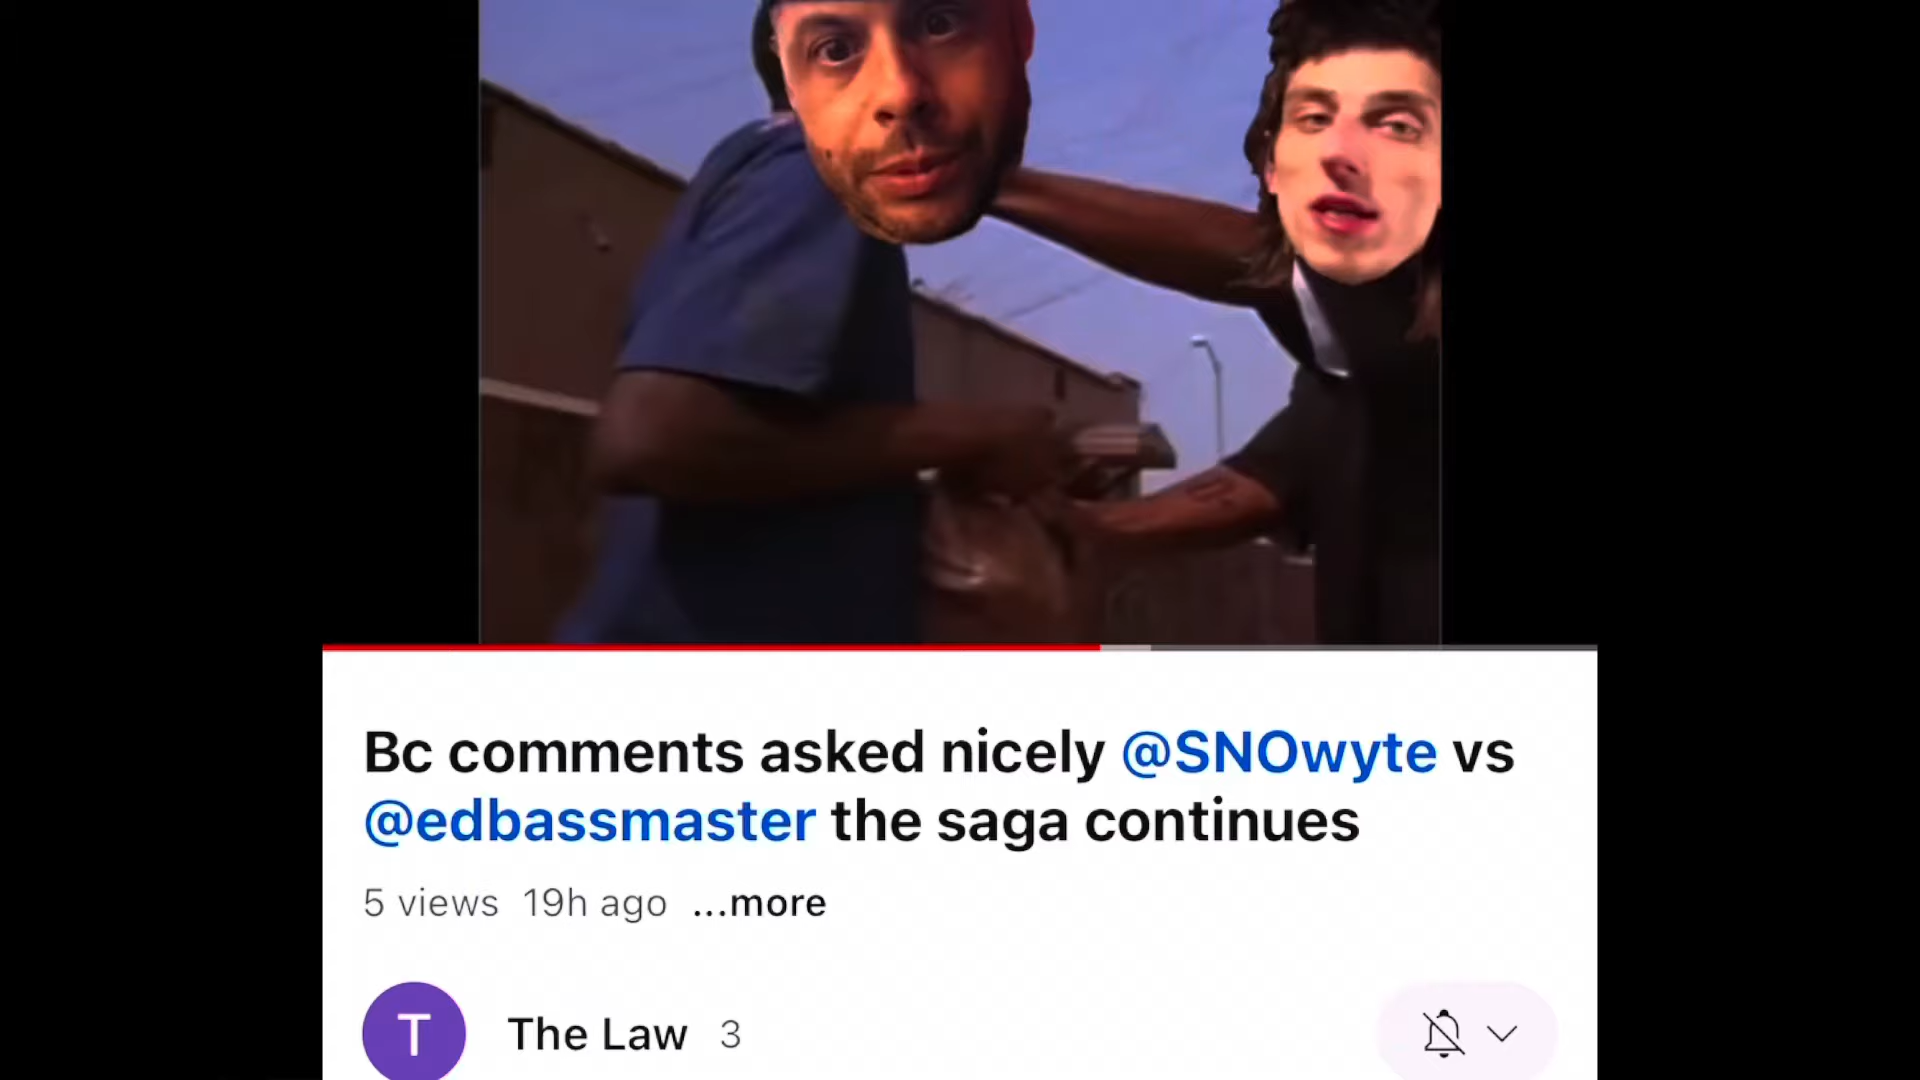 Bc comments asked nicely @SNOwyte vs
@edbassmaster the saga continues
5 views 19h ago ...more
T The Law 3